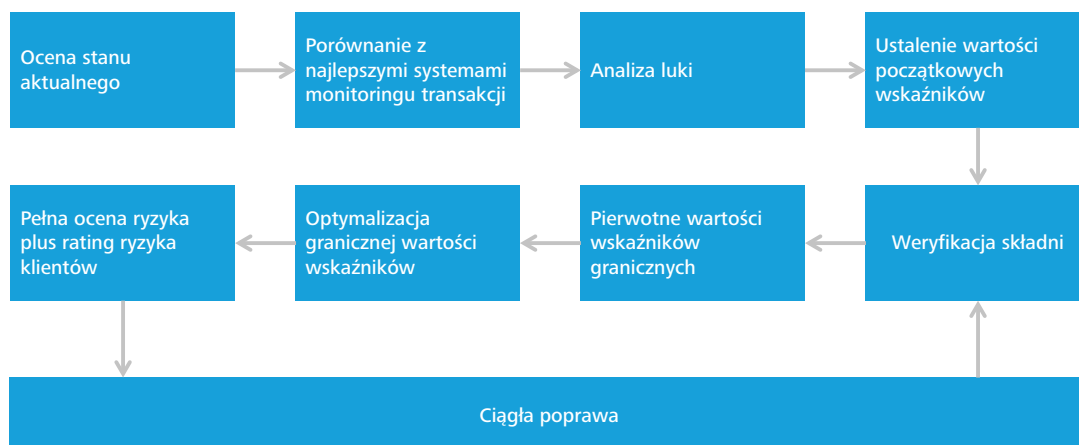 Ocena stanu
aktualnego
Porównanie z
najlepszymi systemami
monitoringu transakcji
Analiza luki
Ustalenie wartości
początkowych
wskaźników
Pełna ocena ryzyka
plus rating ryzyka
klientów
Optymalizacja
granicznej wartości
wskaźników
Pierwotne wartości
wskaźników
granicznych
Weryfikacja składni
Ciągła poprawa